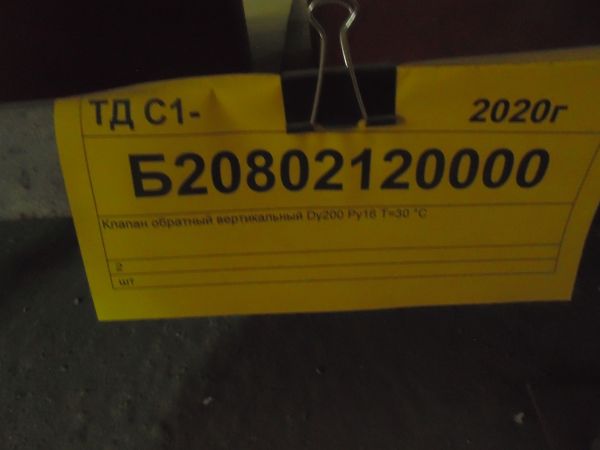 ТД С1- 2020г
Б20802120000
Клапан обратный вертикальный Dy200 Py16 T=30 °C
2
шт